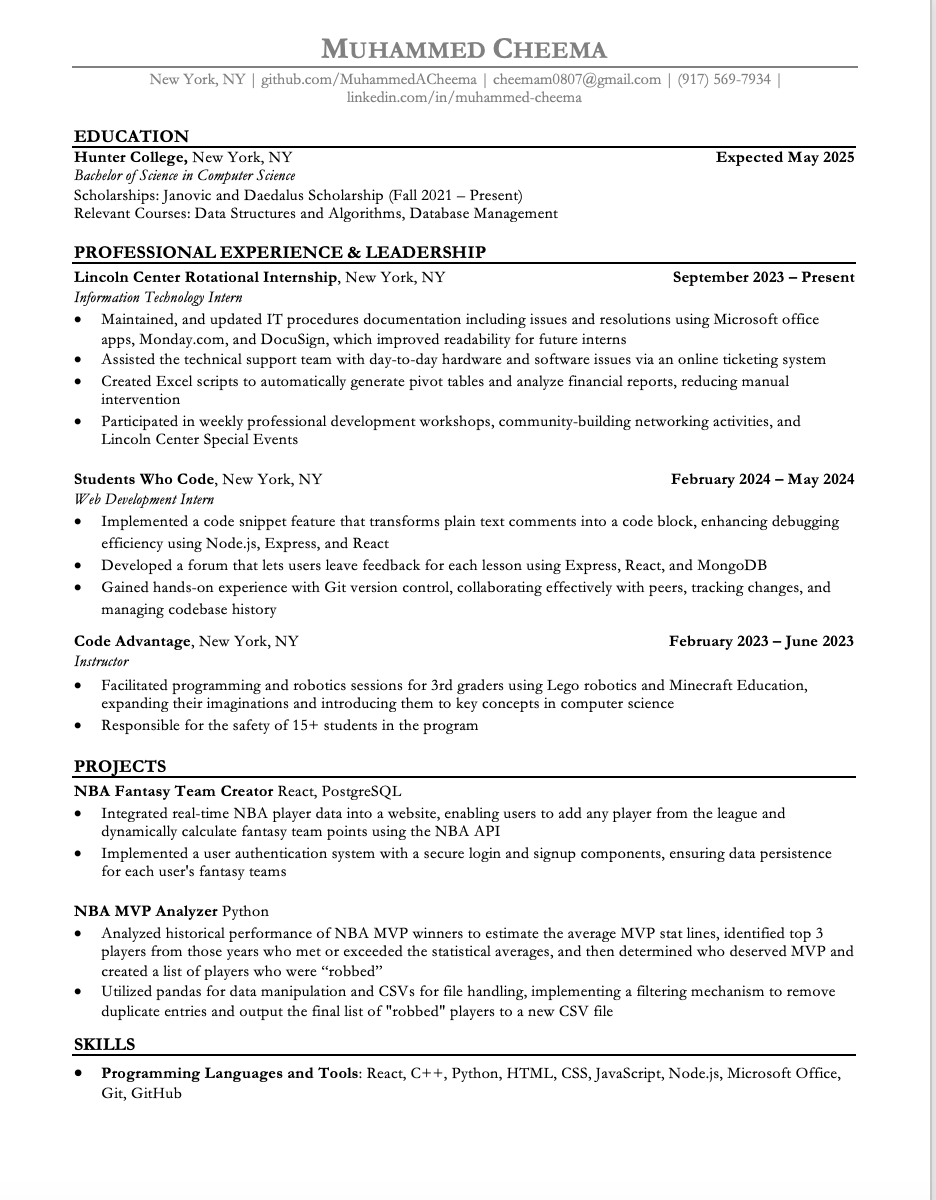 MUHAMMED CHEEMA
New York, NY | github.com/MuhammedACheema | cheemam0807@gmail.com | (917) 569-7934 |
linkedin.com/in/muhammed-cheema
EDUCATION
Hunter College, New York, NY Expected May 2025
Bachelor of Science in Computer Science
Scholarships: Janovic and Daedalus Scholarship (Fall 2021 – Present)
Relevant Courses: Data Structures and Algorithms, Database Management
PROFESSIONAL EXPERIENCE & LEADERSHIP
Lincoln Center Rotational Internship, New York, NY September 2023 – Present
Information Technology Intern
• Maintained, and updated IT procedures documentation including issues and resolutions using Microsoft office
apps, Monday.com, and DocuSign, which improved readability for future interns
• Assisted the technical support team with day-to-day hardware and software issues via an online ticketing system
• Created Excel scripts to automatically generate pivot tables and analyze financial reports, reducing manual
intervention
• Participated in weekly professional development workshops, community-building networking activities, and
Lincoln Center Special Events
Students Who Code, New York, NY February 2024 – May 2024
Web Development Intern
• Implemented a code snippet feature that transforms plain text comments into a code block, enhancing debugging
efficiency using Node.js, Express, and React
• Developed a forum that lets users leave feedback for each lesson using Express, React, and MongoDB
• Gained hands-on experience with Git version control, collaborating effectively with peers, tracking changes, and
managing codebase history
Code Advantage, New York, NY February 2023 – June 2023
Instructor
• Facilitated programming and robotics sessions for 3rd graders using Lego robotics and Minecraft Education,
expanding their imaginations and introducing them to key concepts in computer science
• Responsible for the safety of 15+ students in the program
PROJECTS
NBA Fantasy Team Creator React, PostgreSQL
• Integrated real-time NBA player data into a website, enabling users to add any player from the league and
dynamically calculate fantasy team points using the NBA API
• Implemented a user authentication system with a secure login and signup components, ensuring data persistence
for each user's fantasy teams
NBA MVP Analyzer Python
• Analyzed historical performance of NBA MVP winners to estimate the average MVP stat lines, identified top 3
players from those years who met or exceeded the statistical averages, and then determined who deserved MVP and
created a list of players who were “robbed”
• Utilized pandas for data manipulation and CSVs for file handling, implementing a filtering mechanism to remove
duplicate entries and output the final list of "robbed" players to a new CSV file
SKILLS
• Programming Languages and Tools: React, C++, Python, HTML, CSS, JavaScript, Node.js, Microsoft Office,
Git, GitHub